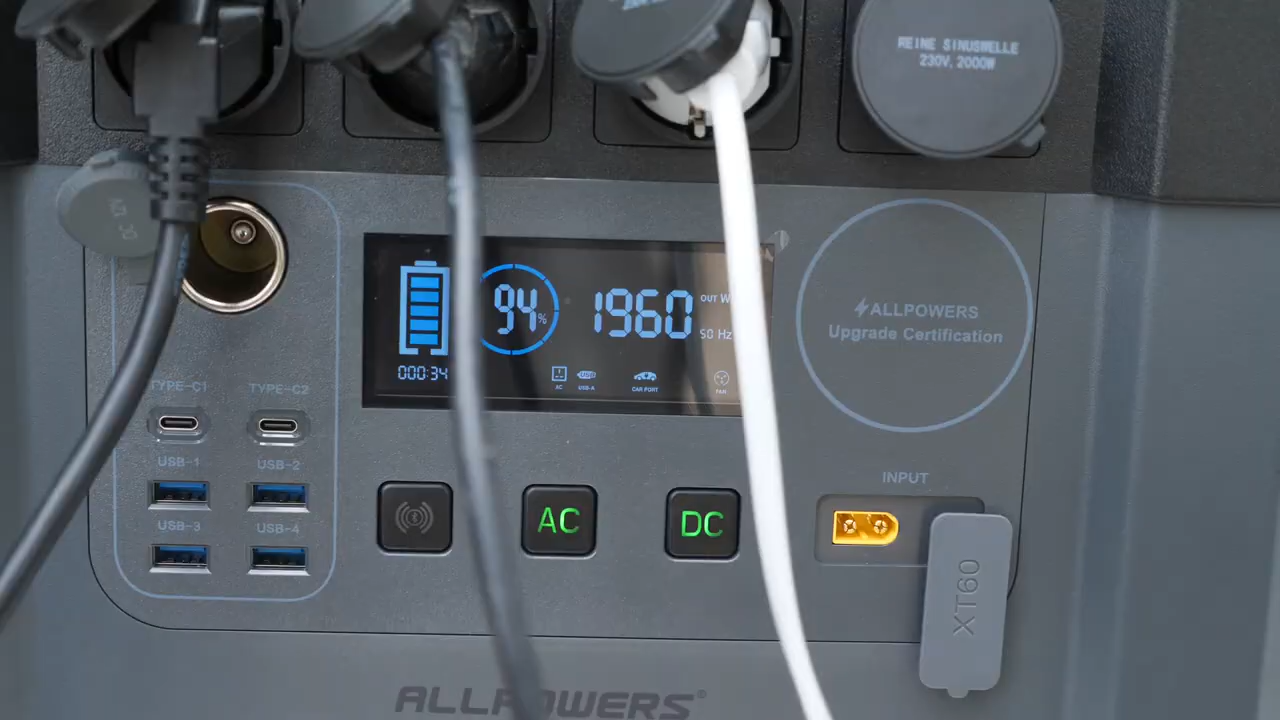 REINE SINUSWELLE
230V, 2000W
94%
1960
OUT W
50 Hz
000:34
AC
USB-A
CAR PORT
FAN
ALLPOWERS
Upgrade Certification
TYPE-C1
TYPE-C2
USB-1
USB-2
USB-3
USB-4
AC
DC
INPUT
XT60
ALLPOWERS®